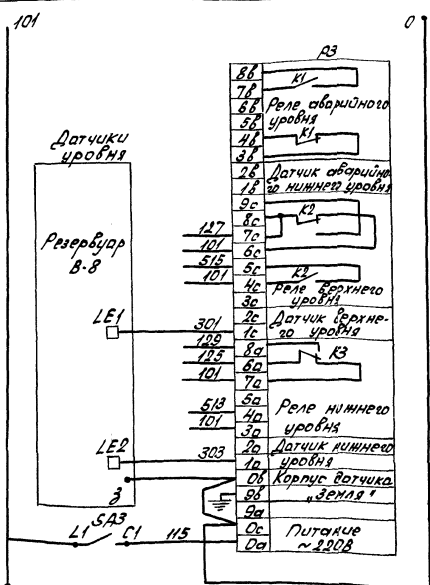 101
0
РЗ
8в
К1
7в
6в
Реле аварийного
5в
уровня
4в
К1
3в
Датчики
уровня
2в
Датчик аварийно-
1в
го нижнего уровня
9с
8с
К2
127
7с
Резервуар
В-8
101
6с
515
5с
К2
101
4с
Реле верхнего
3с
уровня
2с
Датчик верхне-
LE1
301
1с
го уровня
129
8а
К3
125
6а
101
7а
5а
513
4а
Реле нижнего
101
3а
уровня
2а
Датчик нижнего
LE2
303
1а
уровня
0в
Корпус датчика
З
9в
„Земля"
9а
SA3
0с
Питание
L1
C1
115
0а
~220В